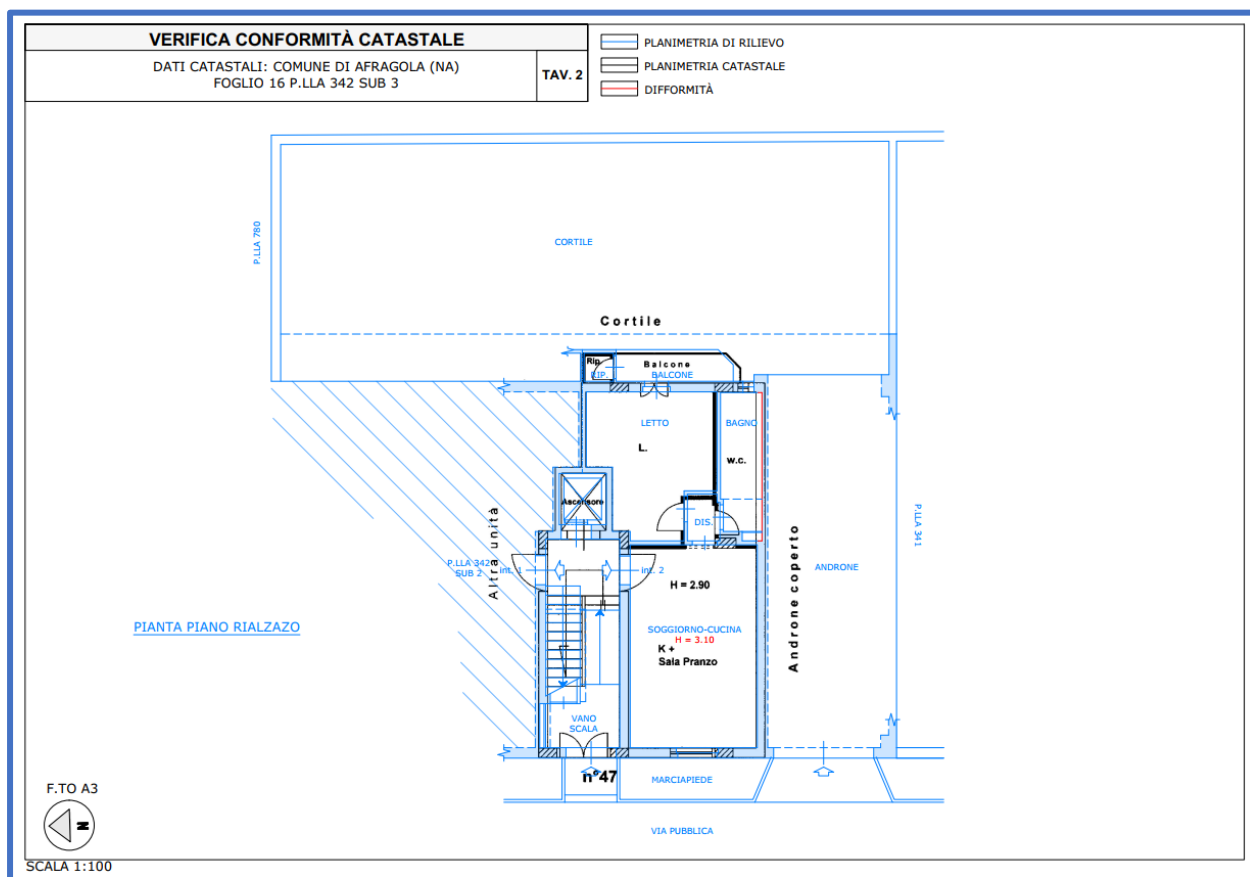 VERIFICA CONFORMITÀ CATASTALE
DATI CATASTALI: COMUNE DI AFRAGOLA (NA)
FOGLIO 16 P.LLA 342 SUB 3
TAV. 2
PLANIMETRIA DI RILIEVO
PLANIMETRIA CATASTALE
DIFFORMITÀ
P.LLA 780
CORTILE
Cortile
Rip.
Balcone
RIP.
BALCONE
LETTO
BAGNO
L.
W.C.
Ascensore
DIS.
P.LLA 341
Altra unità
P.LLA 342
SUB 2
int. 1
int. 2
Androne coperto
ANDRONE
H = 2.90
PIANTA PIANO RIALZAZO
SOGGIORNO-CUCINA
H = 3.10
K +
Sala Pranzo
VANO
SCALA
n°47
MARCIAPIEDE
VIA PUBBLICA
F.TO A3
N
SCALA 1:100